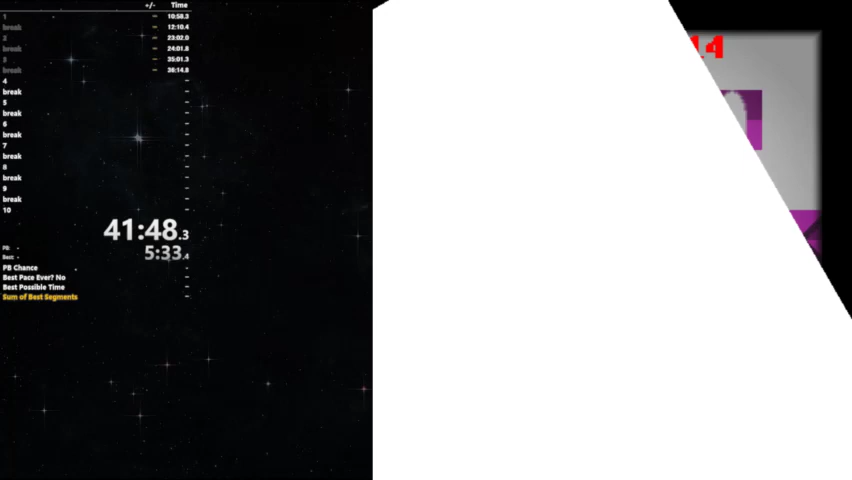 +/- Time
1 — 10:58.3
break — 12:10.4
2 — 23:02.0
break — 24:01.8
3 — 35:01.3
break — 36:14.8
4 —
break —
5 —
break —
6 —
break —
7 —
break —
8 —
break —
9 —
break —
10 —
41:48.3
5:33.4
PB: -
Best: -
PB Chance -
Best Pace Ever? No -
Best Possible Time -
Sum of Best Segments -